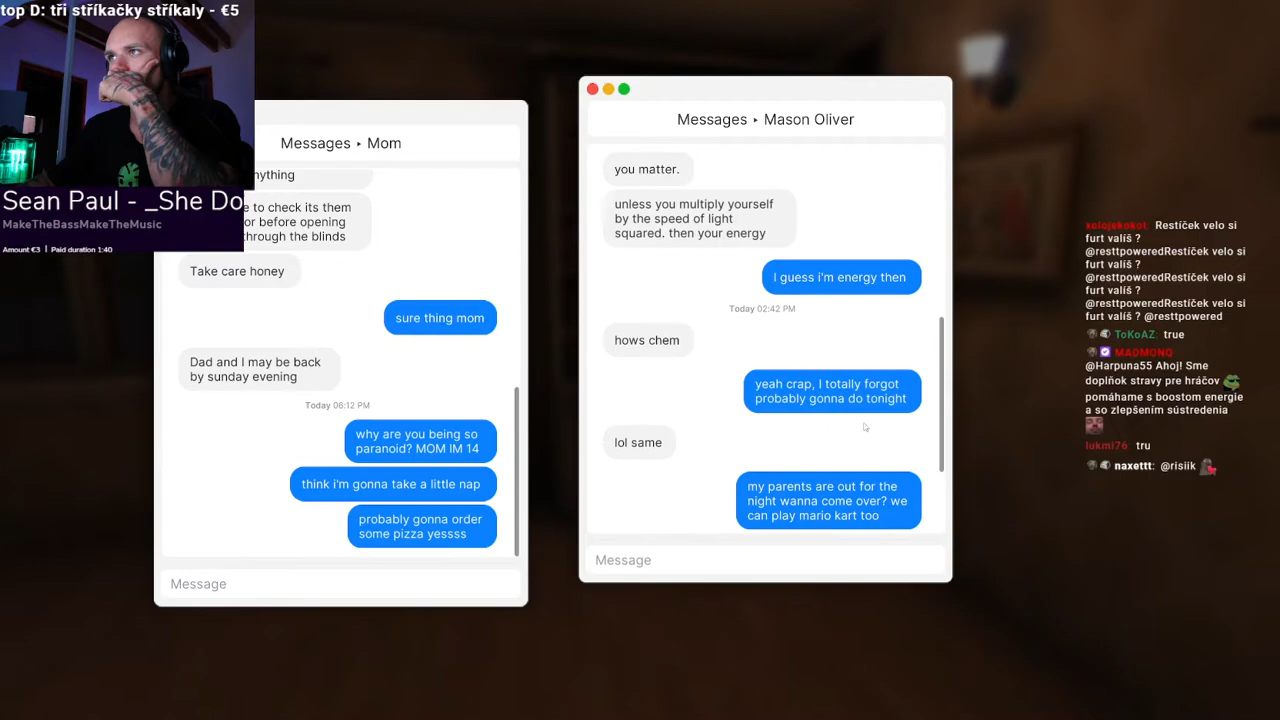 top D: tři stříkačky stříkaly - €5
Sean Paul - _She Do
MakeTheBassMakeTheMusic
Amount €3 | Paid duration 1:40
Messages ▸ Mom
nything
e to check its them
or before opening
through the blinds
Take care honey
sure thing mom
Dad and I may be back
by sunday evening
Today 06:12 PM
why are you being so
paranoid? MOM IM 14
think i'm gonna take a little nap
probably gonna order
some pizza yessss
Message
Messages ▸ Mason Oliver
you matter.
unless you multiply yourself
by the speed of light
squared. then your energy
I guess i'm energy then
Today 02:42 PM
hows chem
yeah crap, I totally forgot
probably gonna do tonight
lol same
my parents are out for the
night wanna come over? we
can play mario kart too
Message
xolojakokot: Restíček velo si
furt valíš ?
@resttpoweredRestíček velo si
furt valíš ?
@resttpoweredRestíček velo si
furt valíš ?
@resttpoweredRestíček velo si
furt valíš ? @resttpowered
ToKoAZ: true
MADMONQ
@Harpuna55 Ahoj! Sme
doplňok stravy pre hráčov
pomáhame s boostom energie
a so zlepšením sústredenia
lukmi76: tru
naxettt: @risiik